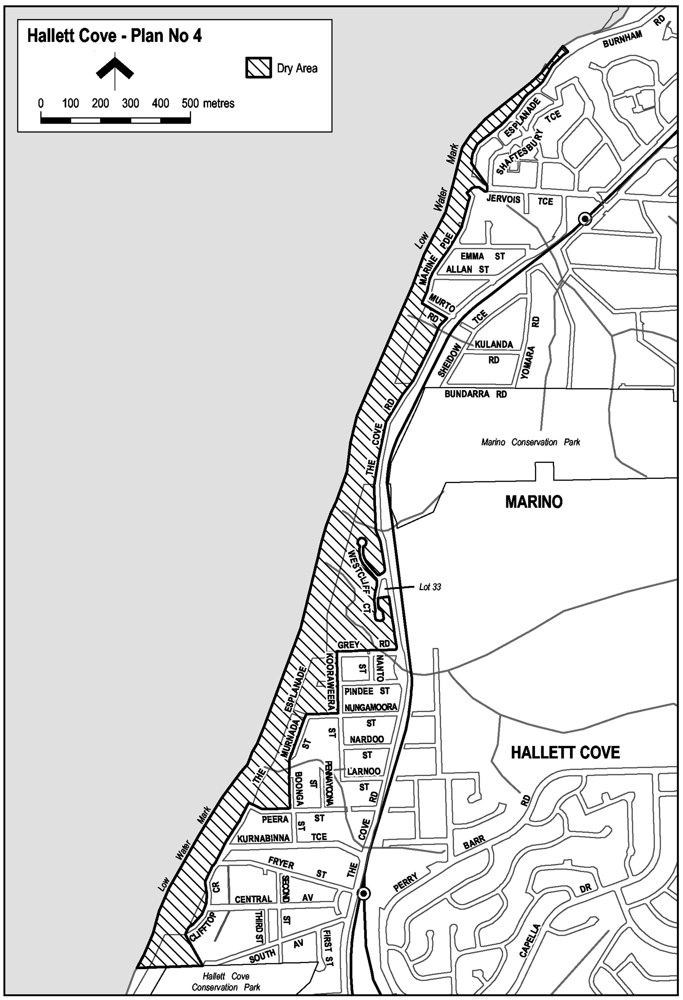 Hallett Cove - Plan No 4
Dry Area
0 100 200 300 400 500 metres
BURNHAM RD
ESPLANADE
SHAFTESBURY TCE
Low Water Mark
JERVOIS TCE
MARINE PDE
EMMA ST
ALLAN ST
MURTO RD
SHEIDOW TCE
KULANDA RD
YOMARA RD
BUNDARRA RD
THE COVE RD
Marino Conservation Park
MARINO
WESTCLIFF CT
Lot 33
GREY RD
KOORAWEERA ST
NANTO ST
THE ESPLANADE
PINDEE ST
NUNGAMOORA ST
MURNADA ST
NARDOO ST
HALLETT COVE
LARNOO ST
BOONGA ST
PENNAYOONA ST
THE COVE RD
Low Water Mark
PEERA ST
KURNABINNA TCE
PERRY BARR RD
FRYER ST
SECOND ST
CLIFFTOP CR
CENTRAL AV
THIRD ST
FIRST ST
SOUTH AV
CAPELLA DR
Hallett Cove
Conservation Park